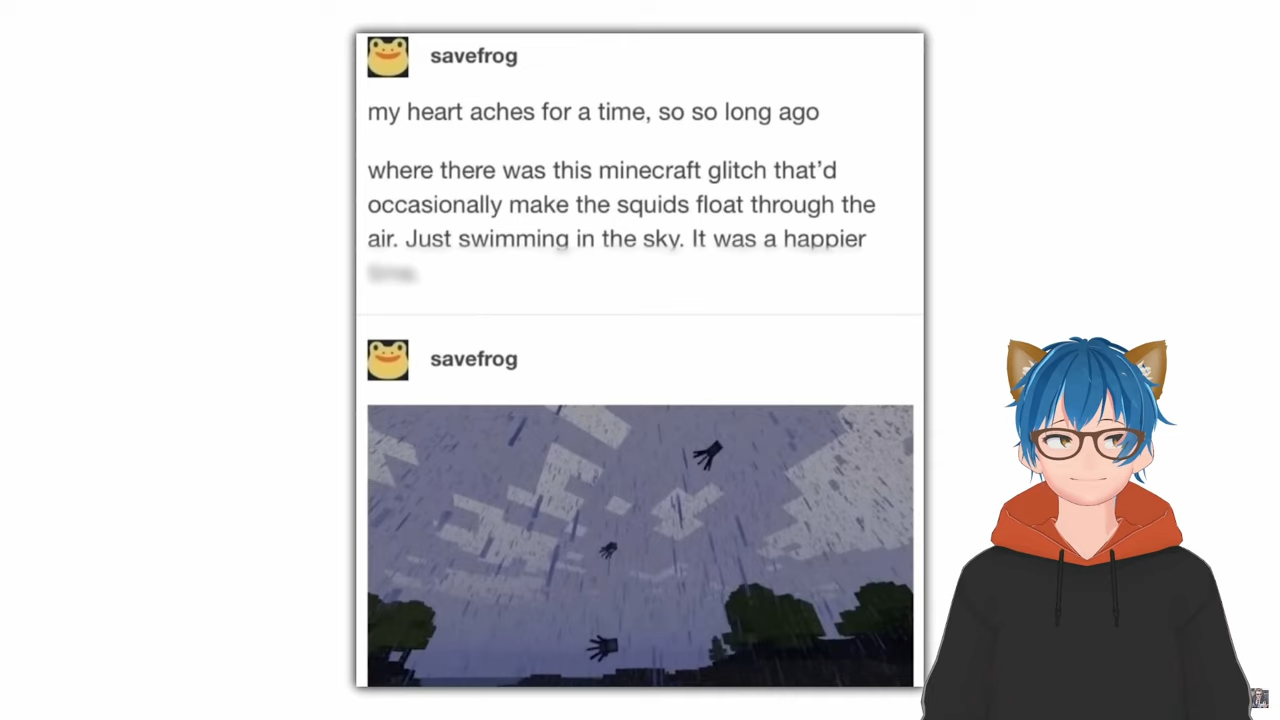 savefrog
my heart aches for a time, so so long ago
where there was this minecraft glitch that’d
occasionally make the squids float through the
air. Just swimming in the sky. It was a happier
savefrog